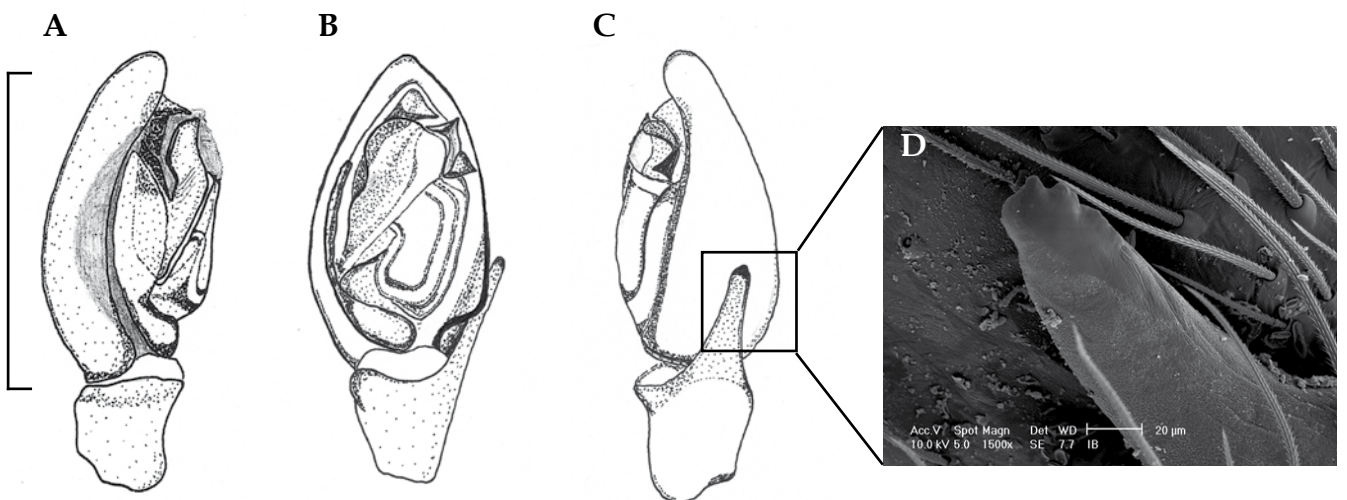 A
B
C
D
Acc.V Spot Magn Det WD 20 µm
10.0 kV 5.0 1500x SE 7.7 IB